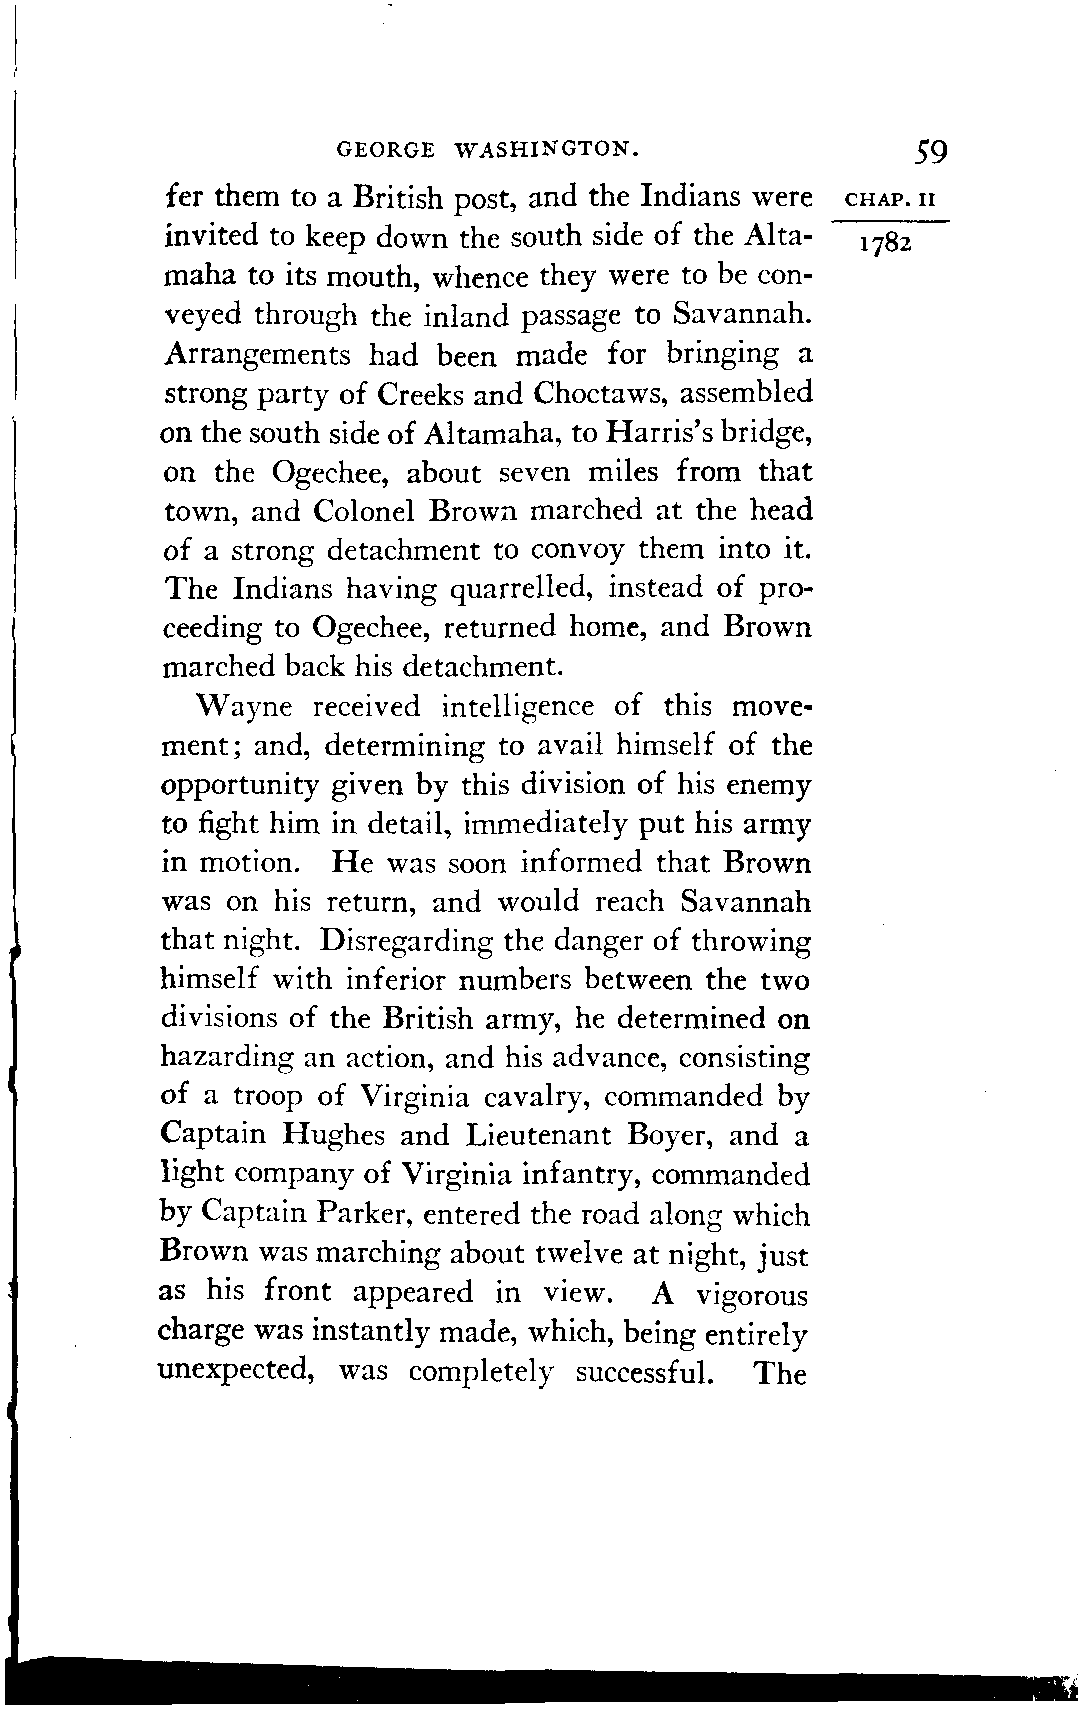 GEORGE WASHINGTON. 59
CHAP. II
1782
fer them to a British post, and the Indians were
invited to keep down the south side of the Alta-
maha to its mouth, whence they were to be con-
veyed through the inland passage to Savannah.
Arrangements had been made for bringing a
strong party of Creeks and Choctaws, assembled
on the south side of Altamaha, to Harris's bridge,
on the Ogechee, about seven miles from that
town, and Colonel Brown marched at the head
of a strong detachment to convoy them into it.
The Indians having quarrelled, instead of pro-
ceeding to Ogechee, returned home, and Brown
marched back his detachment.
Wayne received intelligence of this move-
ment; and, determining to avail himself of the
opportunity given by this division of his enemy
to fight him in detail, immediately put his army
in motion. He was soon informed that Brown
was on his return, and would reach Savannah
that night. Disregarding the danger of throwing
himself with inferior numbers between the two
divisions of the British army, he determined on
hazarding an action, and his advance, consisting
of a troop of Virginia cavalry, commanded by
Captain Hughes and Lieutenant Boyer, and a
light company of Virginia infantry, commanded
by Captain Parker, entered the road along which
Brown was marching about twelve at night, just
as his front appeared in view. A vigorous
charge was instantly made, which, being entirely
unexpected, was completely successful. The